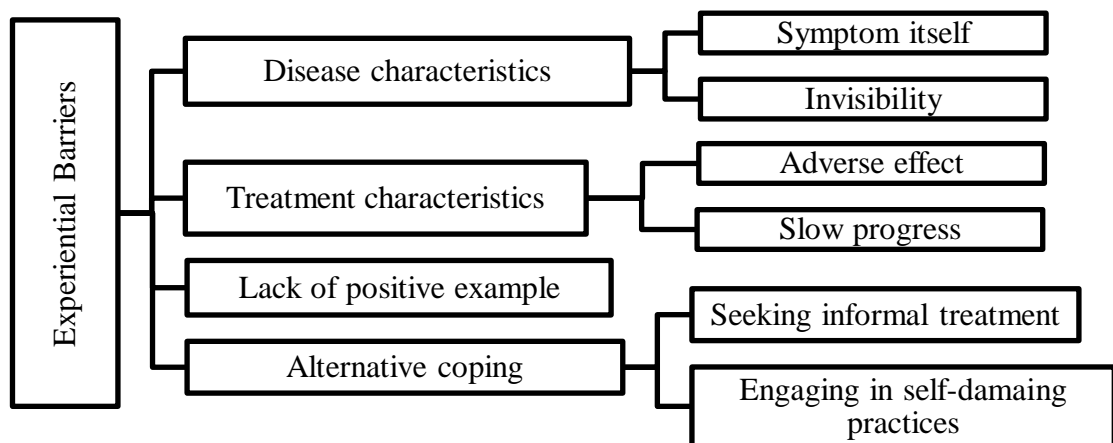 Experiential Barriers
Disease characteristics
Symptom itself
Invisibility
Treatment characteristics
Adverse effect
Slow progress
Lack of positive example
Alternative coping
Seeking informal treatment
Engaging in self-damaing
practices